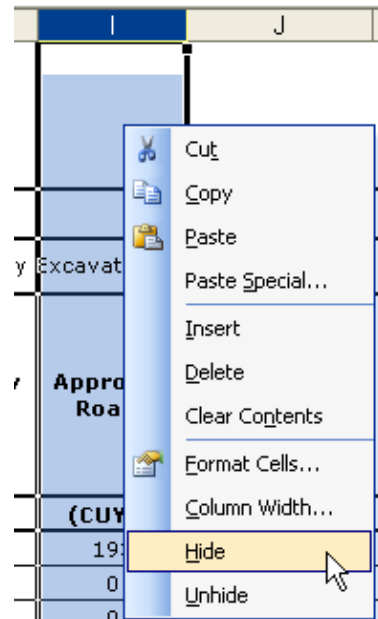 I J
Cut
Copy
Paste
Paste Special...
Insert
Delete
Clear Contents
Format Cells...
Column Width...
Hide
Unhide
y Excavat
Appro
Roa
(CUY
19
0
0